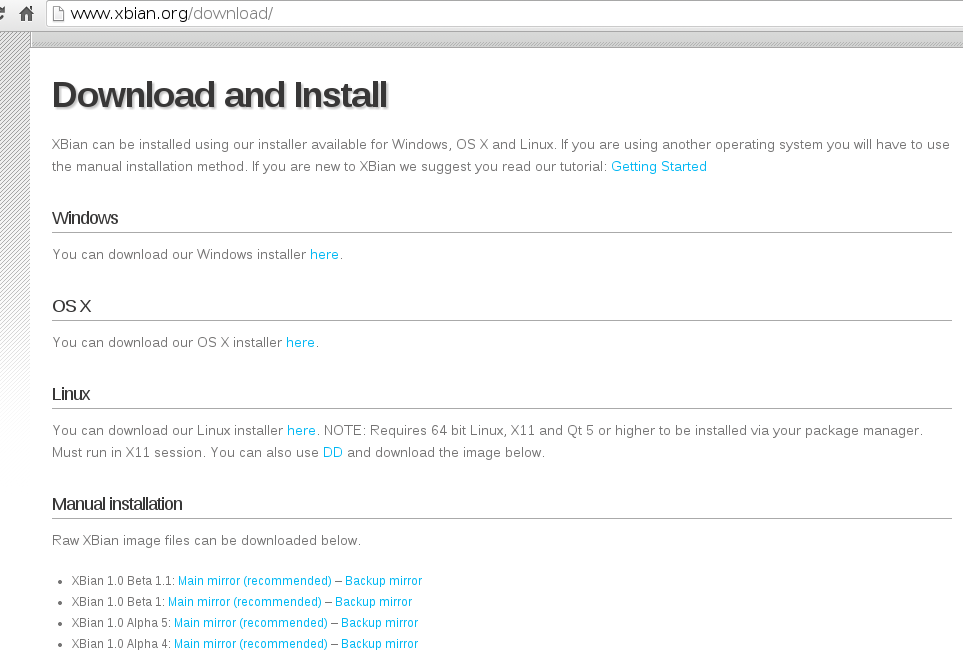 www.xbian.org/download/
Download and Install
XBian can be installed using our installer available for Windows, OS X and Linux. If you are using another operating system you will have to use
the manual installation method. If you are new to XBian we suggest you read our tutorial: Getting Started
Windows
You can download our Windows installer here.
OS X
You can download our OS X installer here.
Linux
You can download our Linux installer here. NOTE: Requires 64 bit Linux, X11 and Qt 5 or higher to be installed via your package manager.
Must run in X11 session. You can also use DD and download the image below.
Manual installation
Raw XBian image files can be downloaded below.
• XBian 1.0 Beta 1.1: Main mirror (recommended) – Backup mirror
• XBian 1.0 Beta 1: Main mirror (recommended) – Backup mirror
• XBian 1.0 Alpha 5: Main mirror (recommended) – Backup mirror
• XBian 1.0 Alpha 4: Main mirror (recommended) – Backup mirror